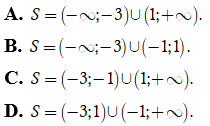 A. S=(−∞;−3)∪(1;+∞).
B. S=(−∞;−3)∪(−1;1).
C. S=(−3;−1)∪(1;+∞).
D. S=(−3;1)∪(−1;+∞).